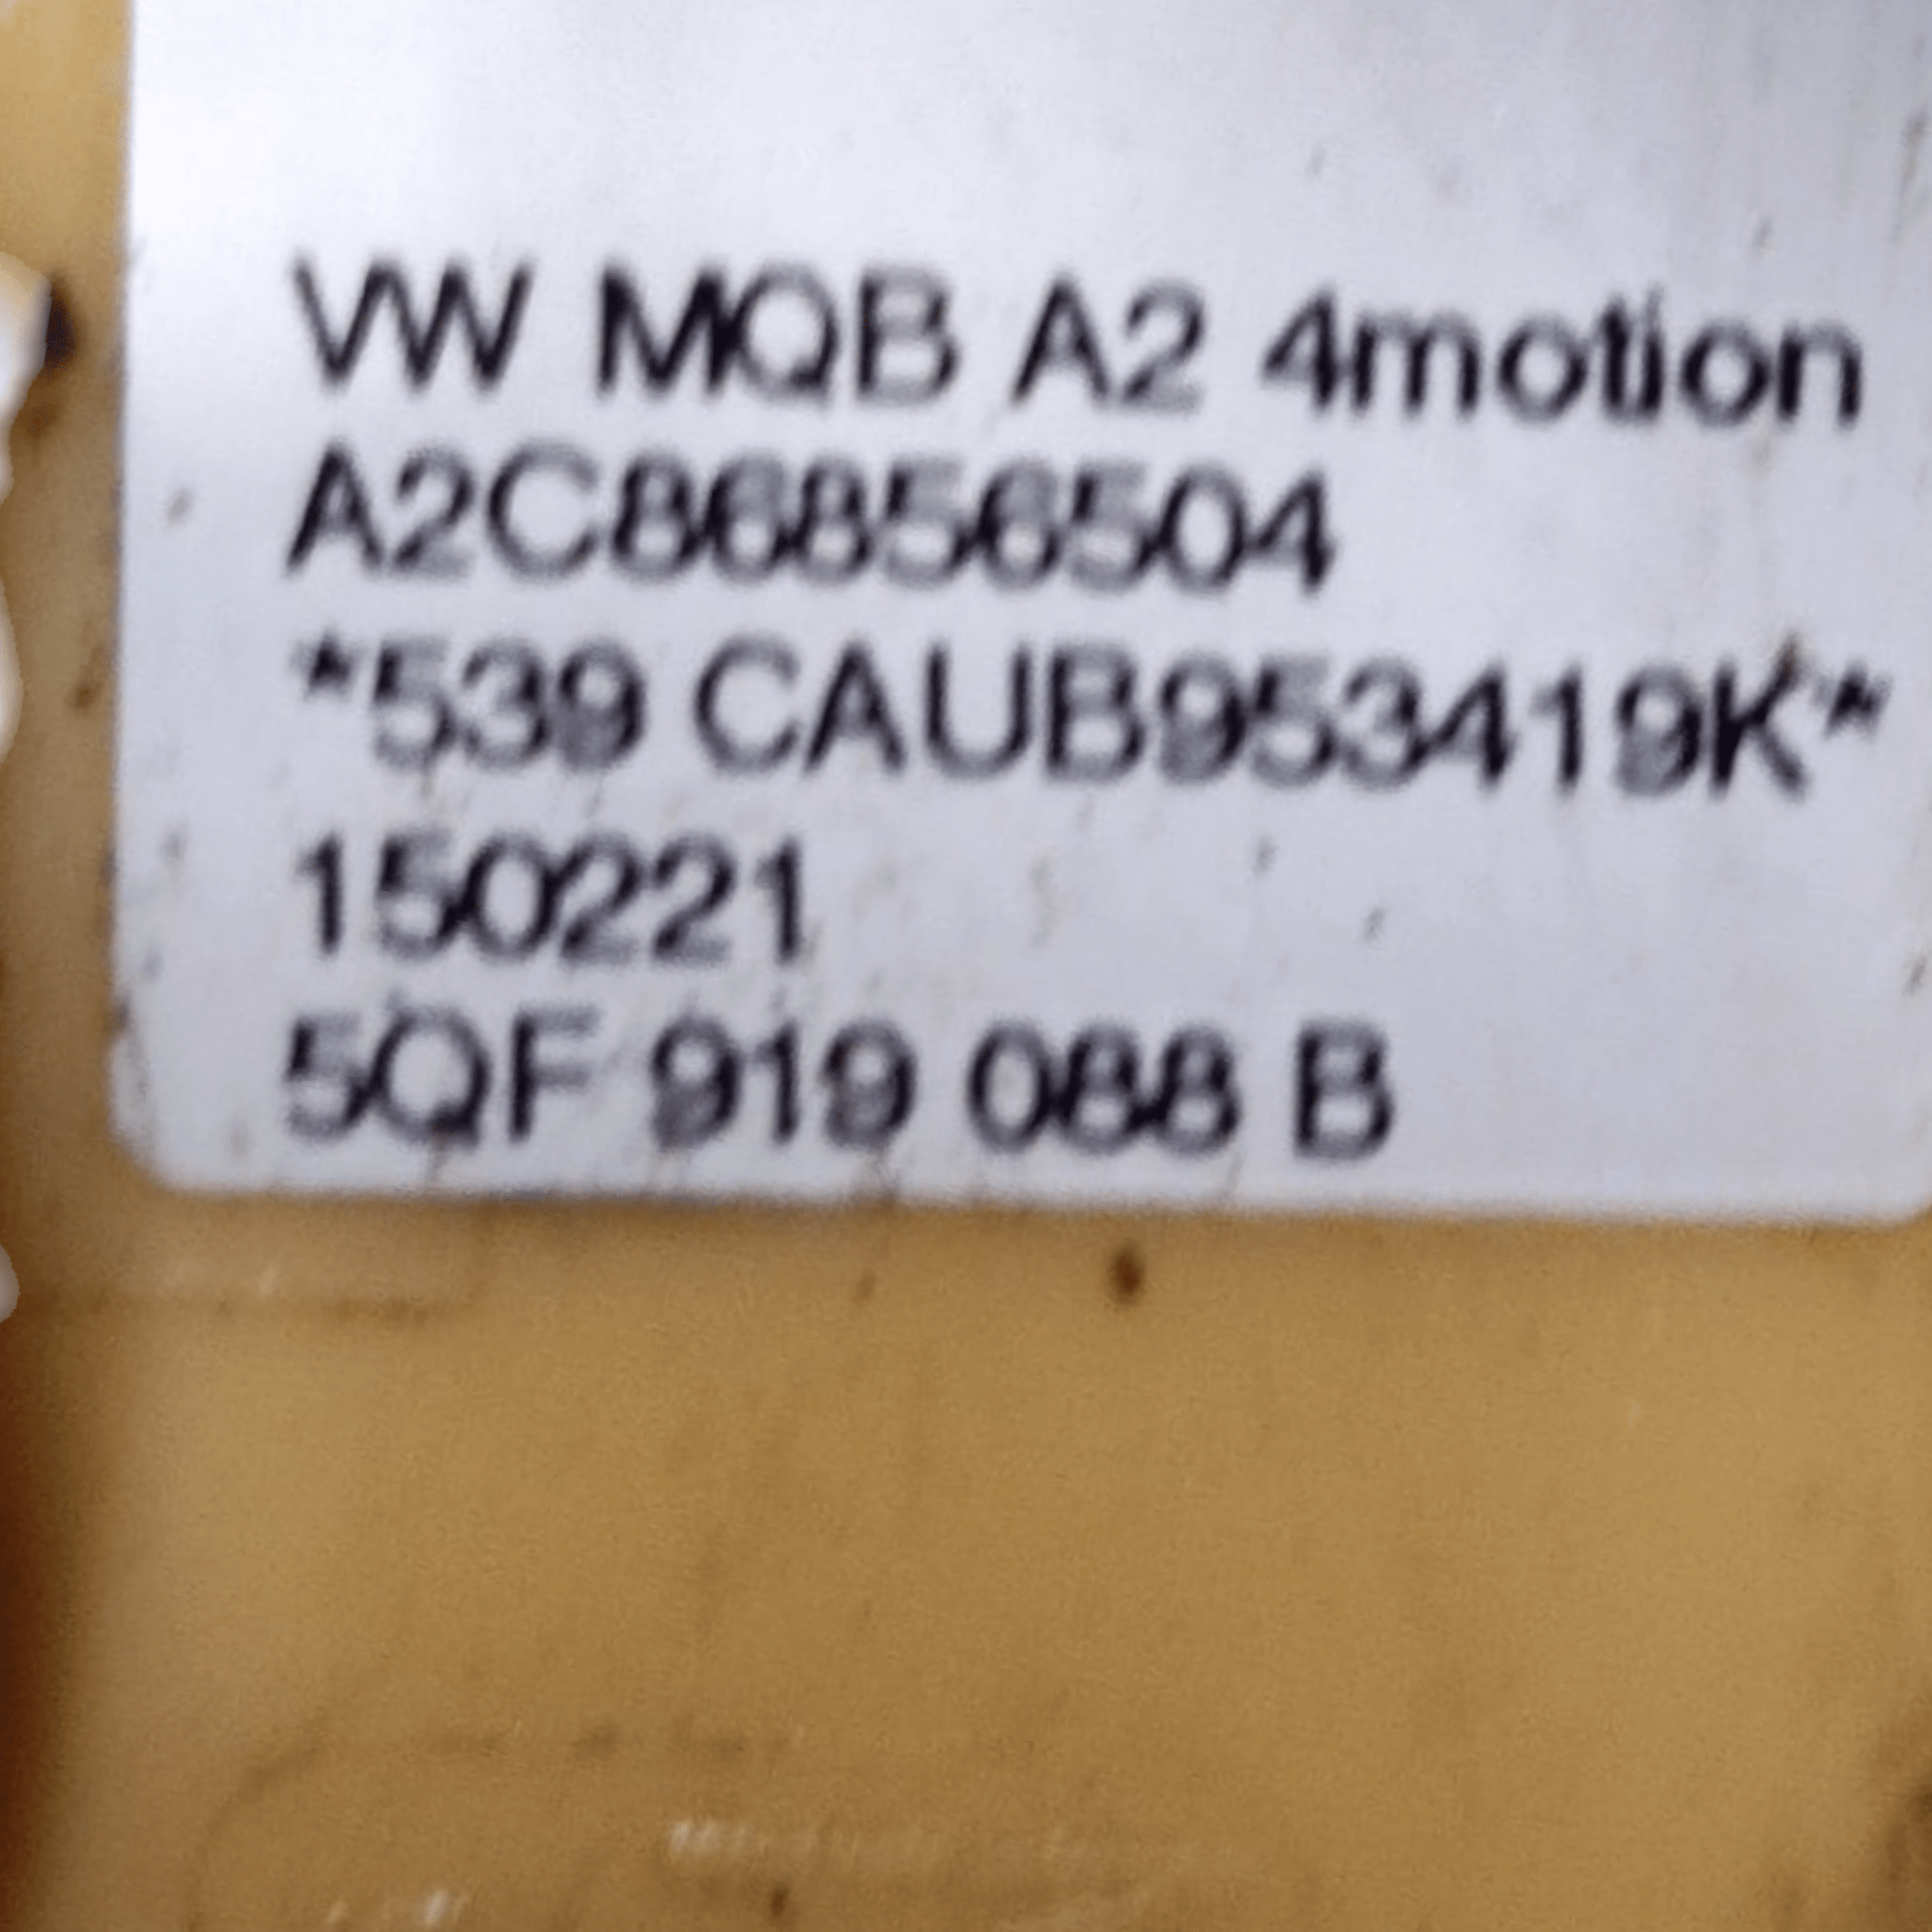 VW MQB A2 4motion
A2C86856504
*539 CAUB953419K*
150221
5QF 919 088 B